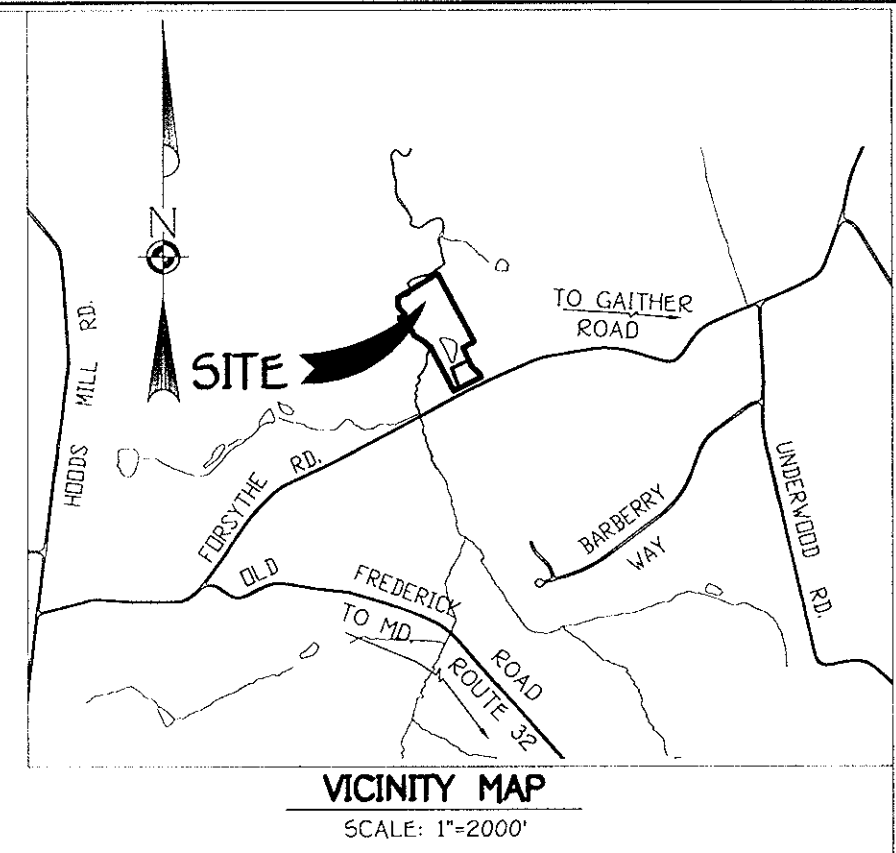 N
HOODS MILL RD.
SITE
TO GAITHER
ROAD
FORSYTHE RD.
OLD FREDERICK ROAD
TO MD.
ROUTE 32
BARBERRY
WAY
UNDERWOOD RD.
VICINITY MAP
SCALE: 1"=2000'